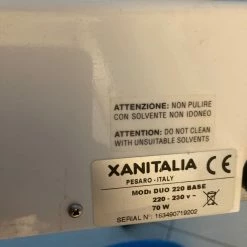 ATTENZIONE: NON PULIRE
CON SOLVENTE NON IDONEO
ATTENTION: DO NOT CLEAN
WITH UNSUITABLE SOLVENTS
XANITALIA CE
PESARO - ITALY
MOD: DUO 220 BASE
220 - 230 v ~
70 W
SERIAL N° : 163490719202